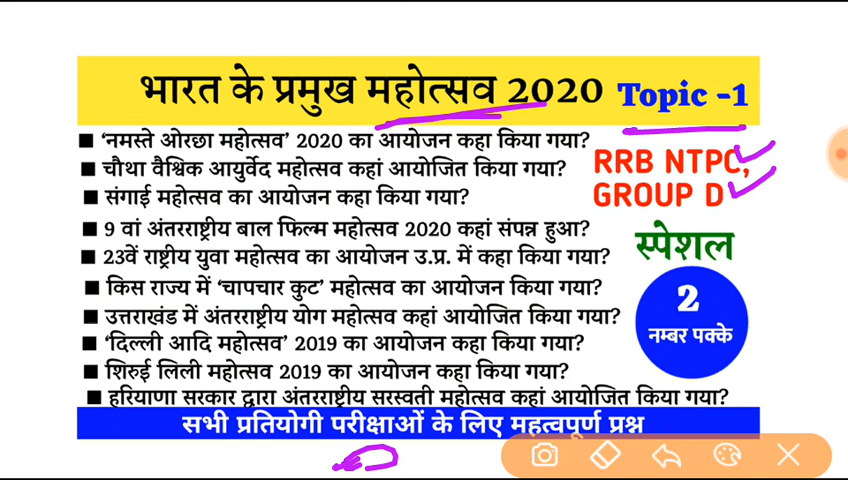 भारत के प्रमुख महोत्सव 2020 Topic -1
■ ‘नमस्ते ओरछा महोत्सव’ 2020 का आयोजन कहा किया गया?
■ चौथा वैश्विक आयुर्वेद महोत्सव कहां आयोजित किया गया?
■ संगाई महोत्सव का आयोजन कहा किया गया?
■ 9 वां अंतरराष्ट्रीय बाल फिल्म महोत्सव 2020 कहां संपन्न हुआ?
■ 23वें राष्ट्रीय युवा महोत्सव का आयोजन उ.प्र. में कहा किया गया?
■ किस राज्य में ‘चापचार कुट’ महोत्सव का आयोजन किया गया?
■ उत्तराखंड में अंतरराष्ट्रीय योग महोत्सव कहां आयोजित किया गया?
■ ‘दिल्ली आदि महोत्सव’ 2019 का आयोजन कहा किया गया?
■ शिरुई लिली महोत्सव 2019 का आयोजन कहा किया गया?
■ हरियाणा सरकार द्वारा अंतरराष्ट्रीय सरस्वती महोत्सव कहां आयोजित किया गया?
RRB NTPC,
GROUP D
स्पेशल
2
नम्बर पक्के
सभी प्रतियोगी परीक्षाओं के लिए महत्वपूर्ण प्रश्न